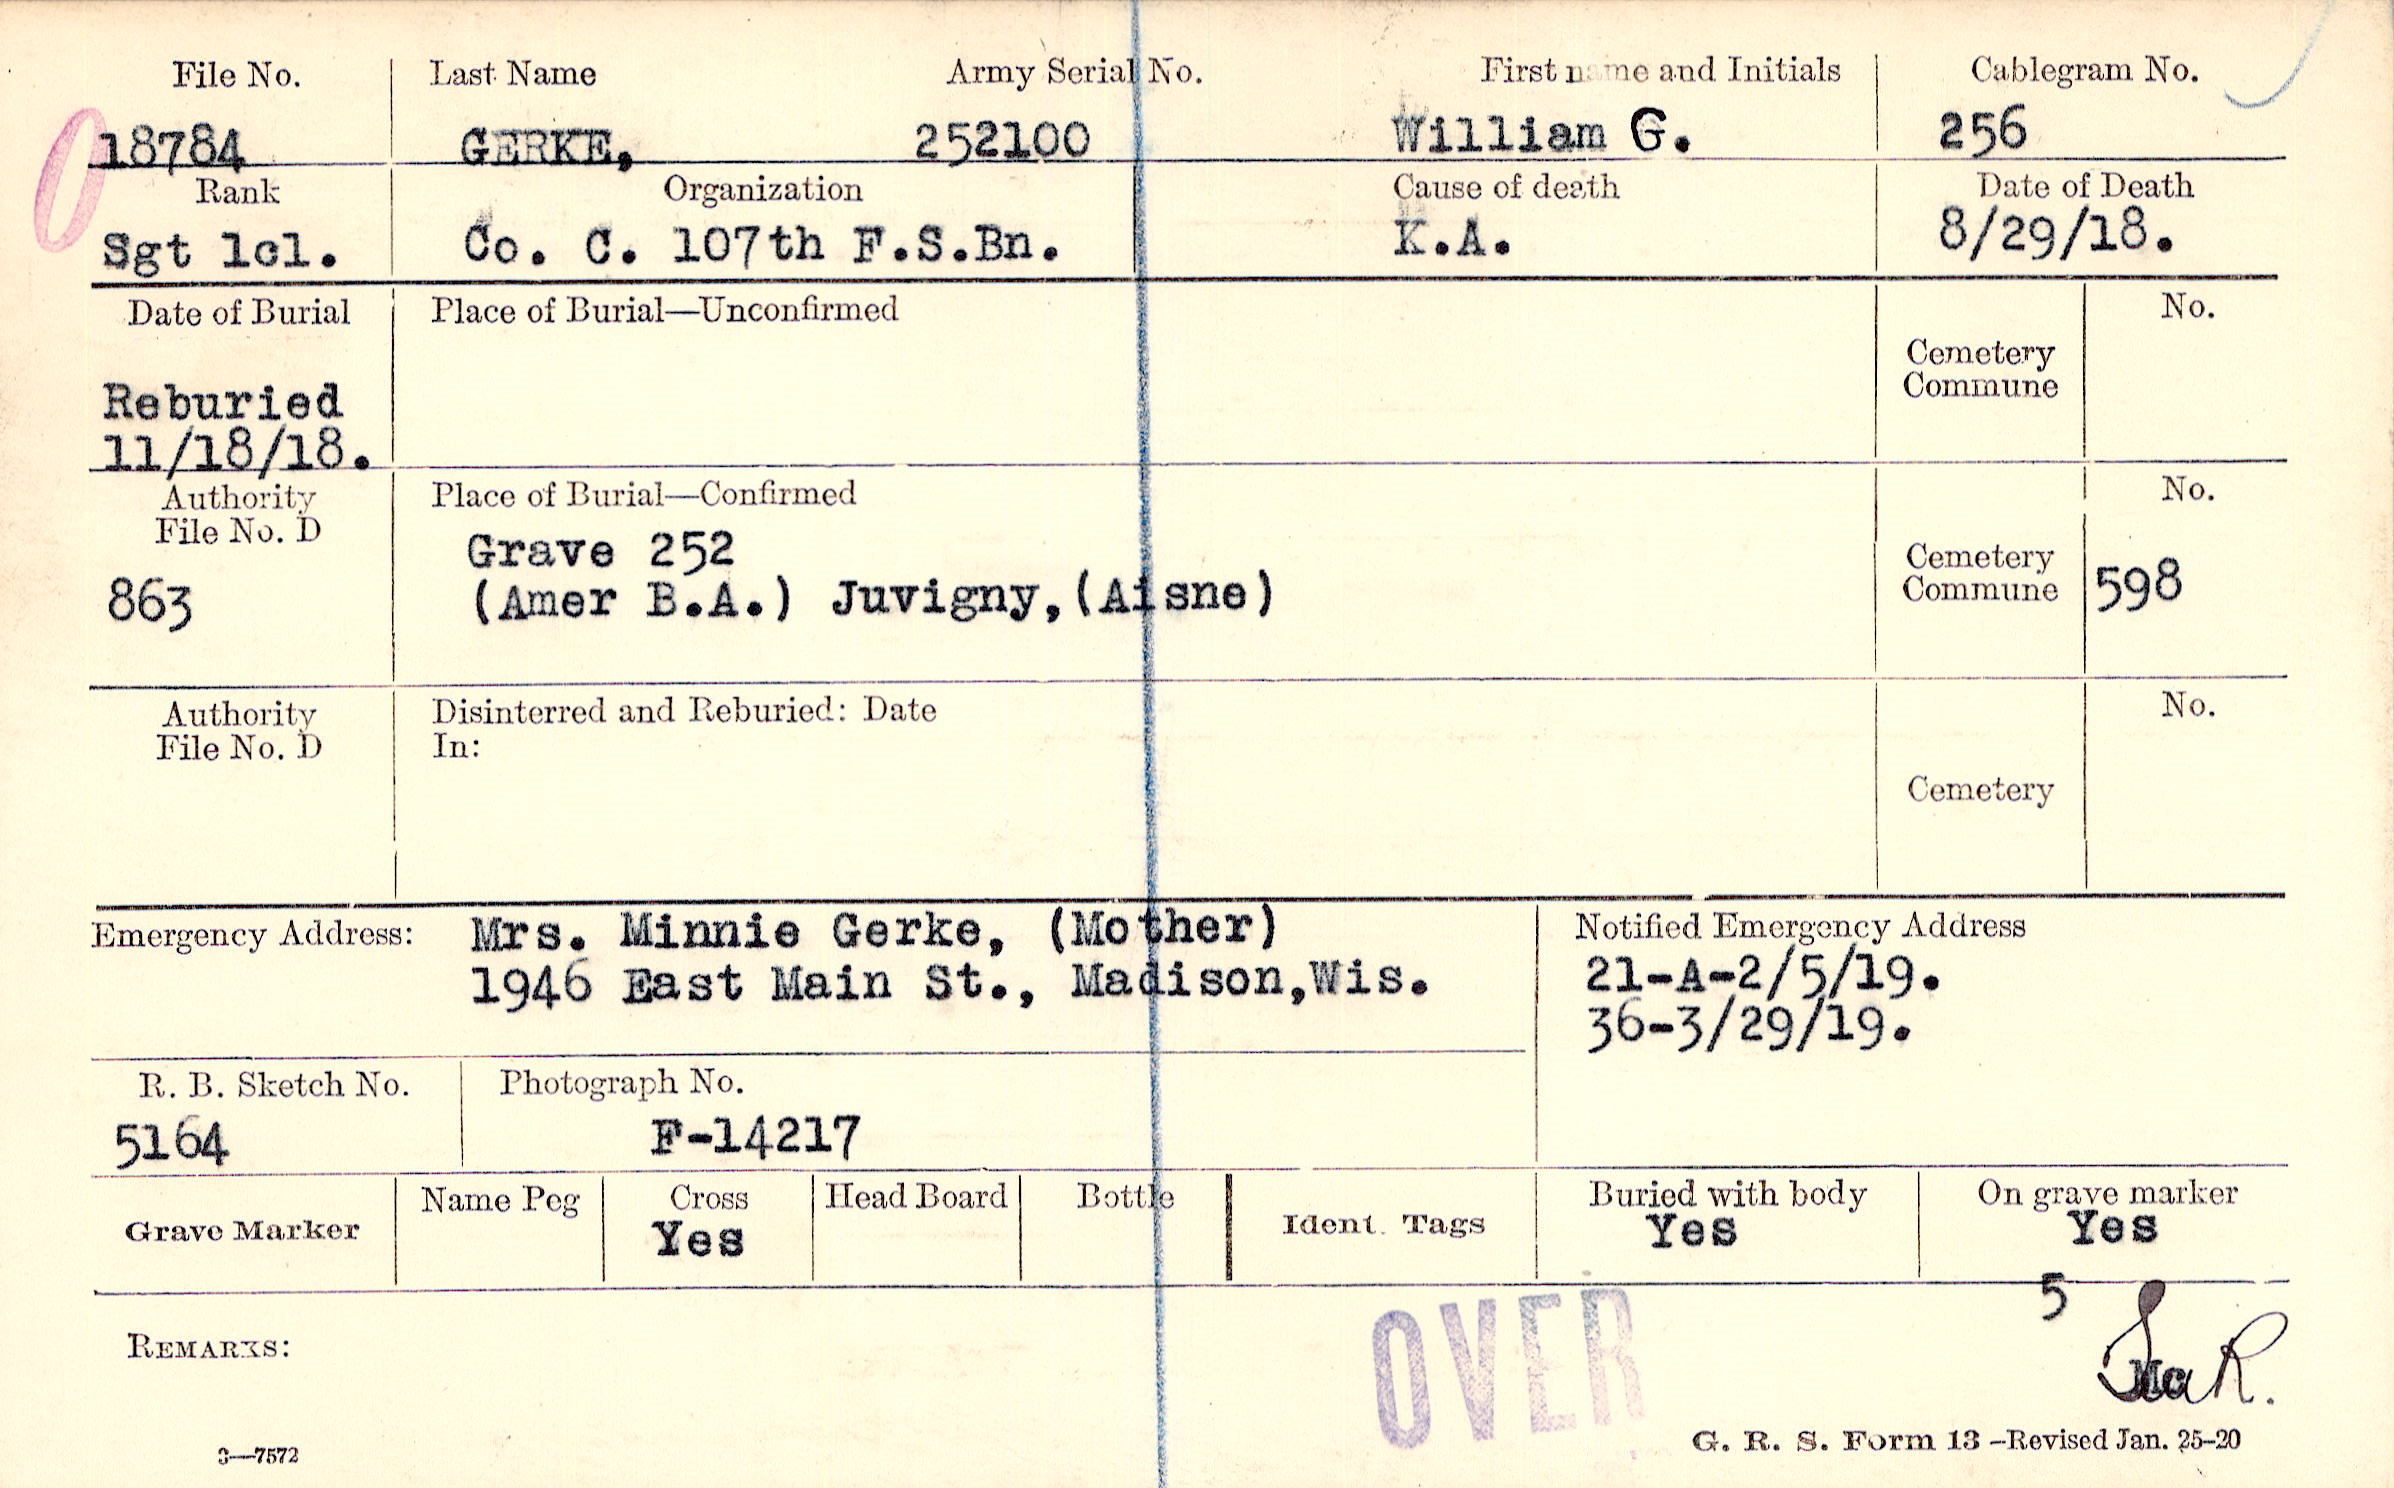 File No. Last Name Army Serial No. First name and Initials Cablegram No.
18784 GERKE, 252100 William G. 256
Rank Organization Cause of death Date of Death
Sgt 1cl. Co. C. 107th F.S.Bn. K.A. 8/29/18.
Date of Burial Place of Burial—Unconfirmed No.
Cemetery
Commune
Reburied
11/18/18.
Authority Place of Burial—Confirmed No.
File No. D
Grave 252
Cemetery
863 (Amer B.A.) Juvigny,(Aisne) Commune 598
Authority Disinterred and Reburied: Date No.
File No. D In:
Cemetery
Emergency Address: Mrs. Minnie Gerke, (Mother)
1946 East Main St., Madison,Wis.
Notified Emergency Address
21-A-2/5/19.
36-3/29/19.
R. B. Sketch No. Photograph No.
5164 F-14217
Grave Marker Name Peg Cross Head Board Bottle Ident. Tags Buried with body On grave marker
Yes Yes Yes
5
REMARKS:
OVER
3—7572 G. R. S. Form 13 -Revised Jan. 25-20